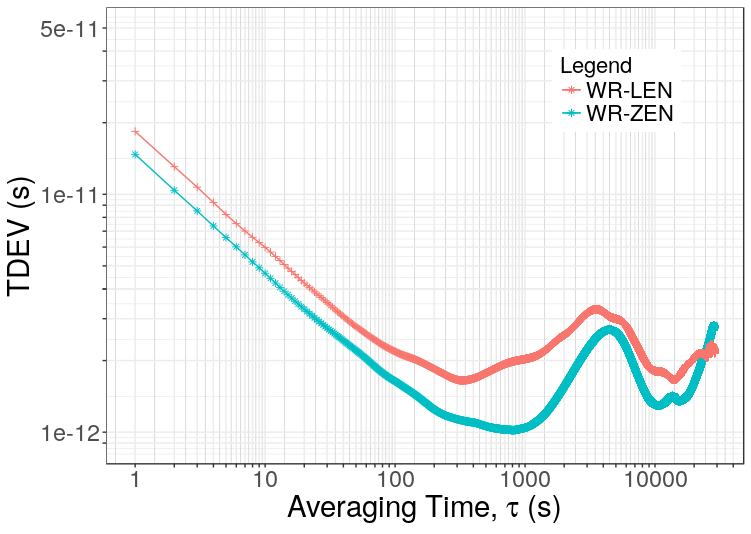 5e-11
1e-11
1e-12
TDEV (s)
Legend
WR-LEN
WR-ZEN
1
10
100
1000
10000
Averaging Time, τ (s)